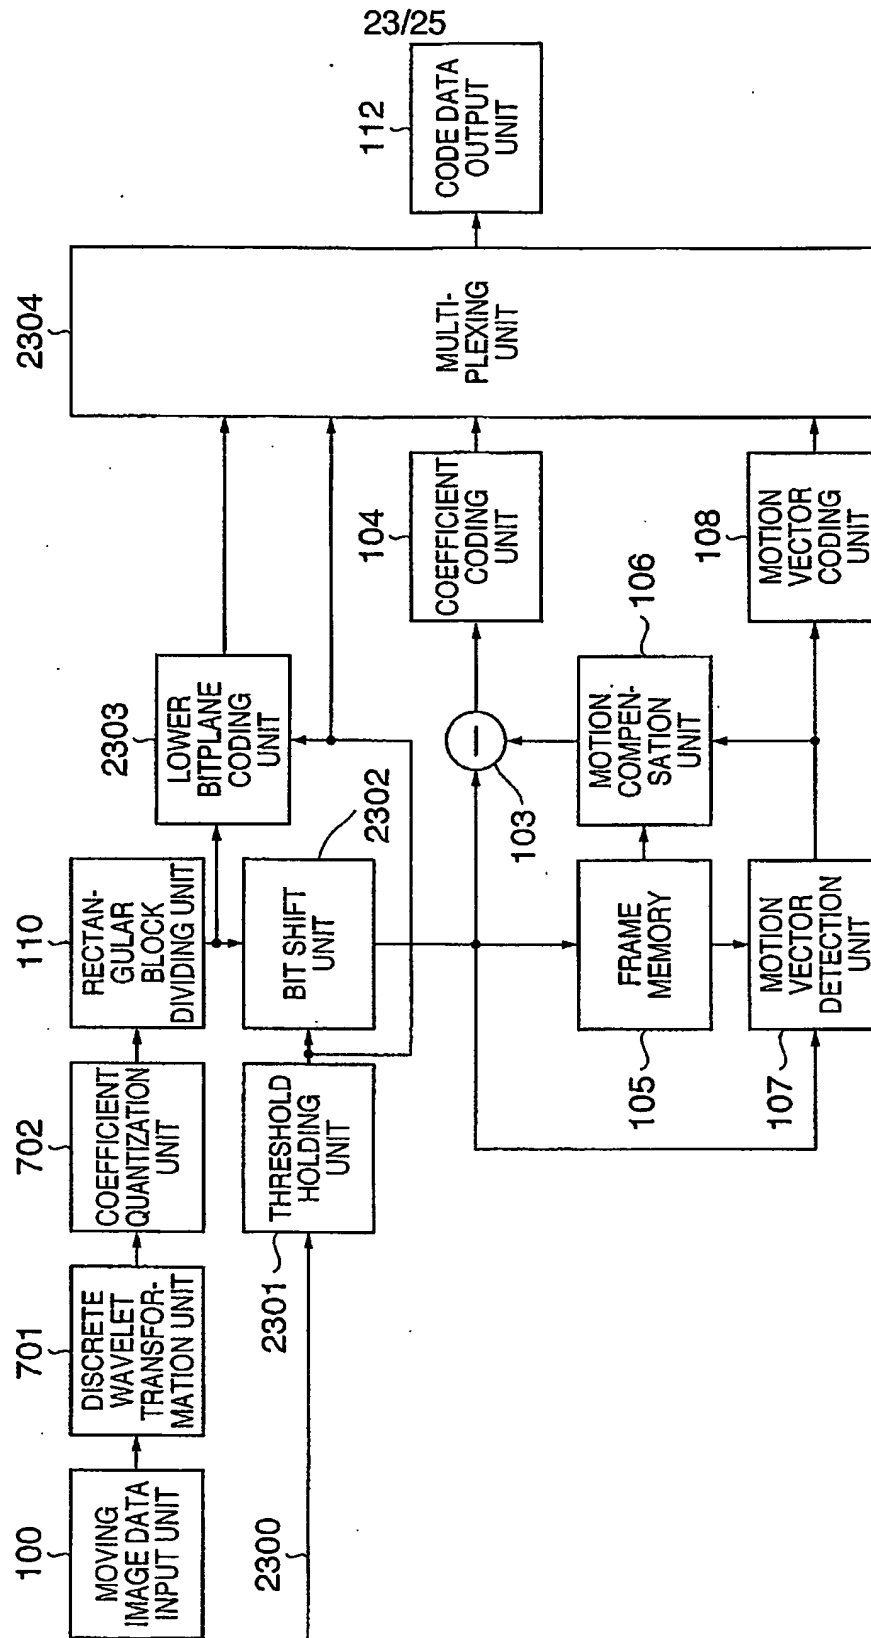 23/25
100
MOVING
IMAGE DATA
INPUT UNIT
701
DISCRETE
WAVELET
TRANSFOR-
MATION UNIT
702
COEFFICIENT
QUANTIZATION
UNIT
110
RECTAN-
GULAR
BLOCK
DIVIDING UNIT
2300
2301
THRESHOLD
HOLDING
UNIT
BIT SHIFT
UNIT
2302
2303
LOWER
BITPLANE
CODING
UNIT
2304
MULTI-
PLEXING
UNIT
112
CODE DATA
OUTPUT
UNIT
103
104
COEFFICIENT
CODING
UNIT
105
FRAME
MEMORY
106
MOTION
COMPEN-
SATION
UNIT
107
MOTION
VECTOR
DETECTION
UNIT
108
MOTION
VECTOR
CODING
UNIT